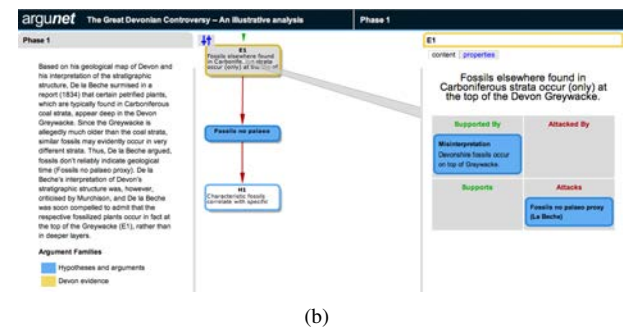 argunet The Great Devonian Controversy – An illustrative analysis Phase 1
Phase 1
Based on his geological map of Devon and
his interpretation of the stratigraphic
structure, De la Beche surmised in a
report (1834) that certain petrified plants,
which are typically found in Carboniferous
coal strata, appear deep in the Devon
Greywacke. Since the Greywacke is
allegedly much older than the coal strata,
similar fossils may evidently occur in very
different strata. Thus, De la Beche argued,
fossils don't reliably indicate geological
time (Fossils no palaeo proxy). De la
Beche's interpretation of Devon's
stratigraphic structure was, however,
criticised by Murchison, and De la Beche
was soon compelled to admit that the
respective fossilized plants occur in fact at
the top of the Greywacke (E1), rather than
in deeper layers.
Argument Families
Hypotheses and arguments
Devon evidence
E1
Fossils elsewhere found
in Carbonife. strata
occur (only) at the top of
Fossils no palaeo
H1
Characteristic fossils
correlate with specific
E1
content properties
Fossils elsewhere found in
Carboniferous strata occur (only) at
the top of the Devon Greywacke.
Supported By
Attacked By
Misinterpretation
Devonshire fossils occur
on top of Greywacke.
Supports
Attacks
Fossils no palaeo proxy
(La Beche)
(b)